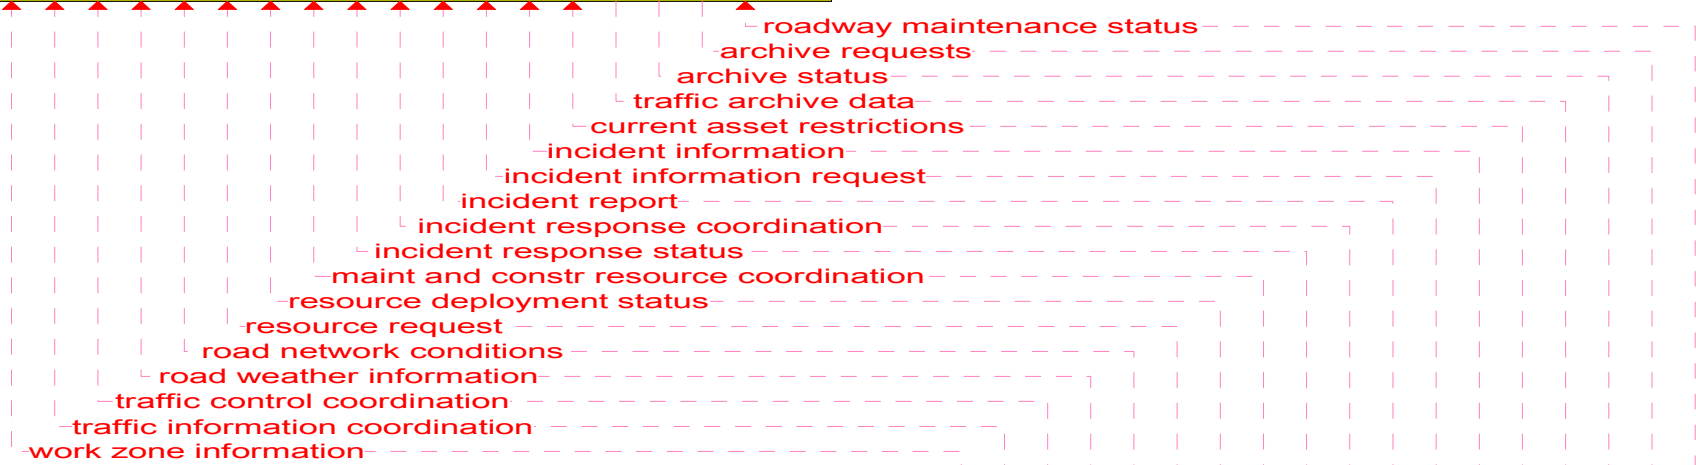 roadway maintenance status
archive requests
archive status
traffic archive data
current asset restrictions
incident information
incident information request
incident report
incident response coordination
incident response status
maint and constr resource coordination
resource deployment status
resource request
road network conditions
road weather information
traffic control coordination
traffic information coordination
work zone information